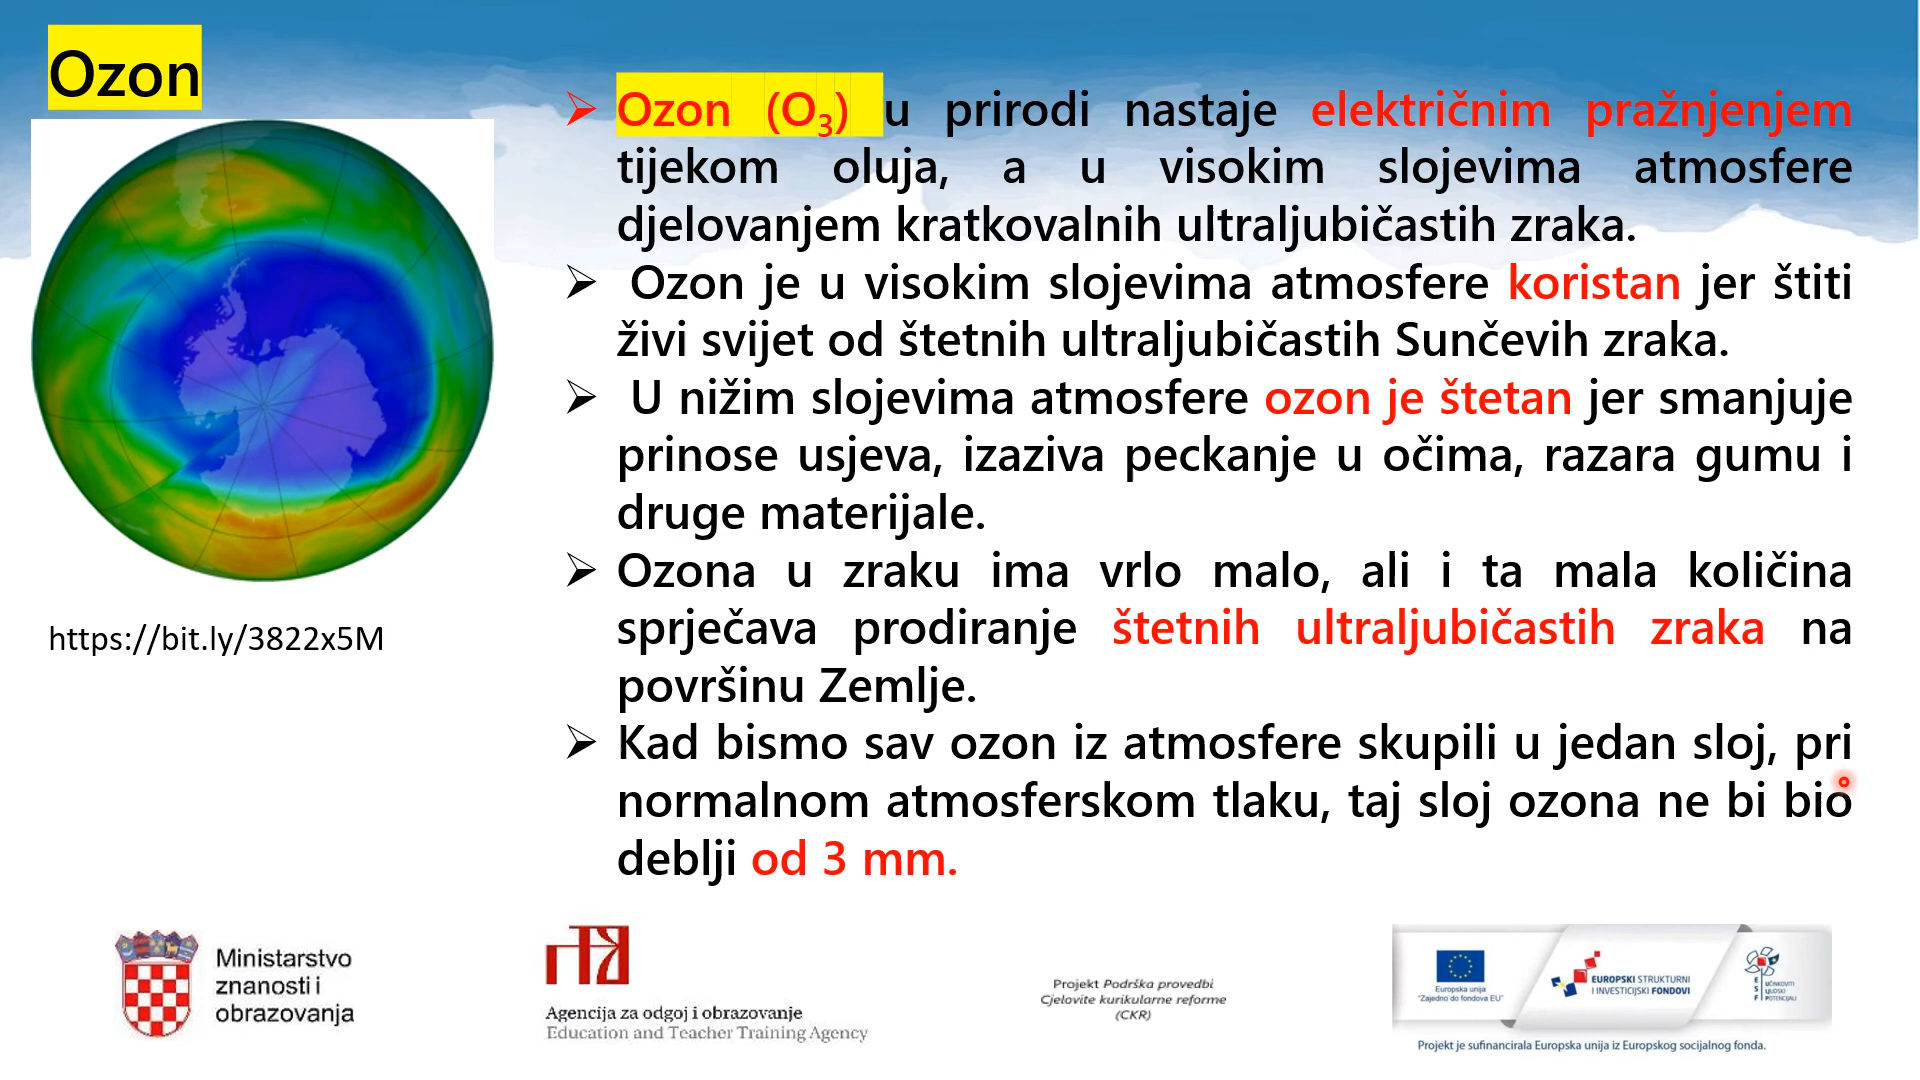 Ozon
Ozon (O₃) u prirodi nastaje električnim pražnjenjem
tijekom oluja, a u visokim slojevima atmosfere
djelovanjem kratkovalnih ultraljubičastih zraka.
Ozon je u visokim slojevima atmosfere koristan jer štiti
živi svijet od štetnih ultraljubičastih Sunčevih zraka.
U nižim slojevima atmosfere ozon je štetan jer smanjuje
prinose usjeva, izaziva peckanje u očima, razara gumu i
druge materijale.
Ozona u zraku ima vrlo malo, ali i ta mala količina
sprječava prodiranje štetnih ultraljubičastih zraka na
površinu Zemlje.
Kad bismo sav ozon iz atmosfere skupili u jedan sloj, pri
normalnom atmosferskom tlaku, taj sloj ozona ne bi bio
deblji od 3 mm.
https://bit.ly/3822x5M
Ministarstvo
znanosti i
obrazovanja
Agencija za odgoj i obrazovanje
Education and Teacher Training Agency
Projekt Podrška provedbi
Cjelovite kurikularne reforme
(CKR)
Europska unija
"Zajedno do fondova EU"
EUROPSKI STRUKTURNI
I INVESTICIJSKI FONDOVI
ESF
UČINKOVITI
LJUDSKI
POTENCIJALI
Projekt je sufinancirala Europska unija iz Europskog socijalnog fonda.